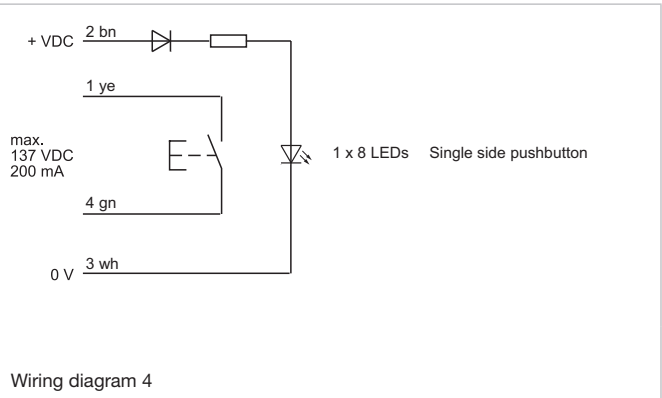 + VDC 2 bn
1 ye
max.
137 VDC
200 mA
1 x 8 LEDs Single side pushbutton
4 gn
0 V 3 wh
Wiring diagram 4